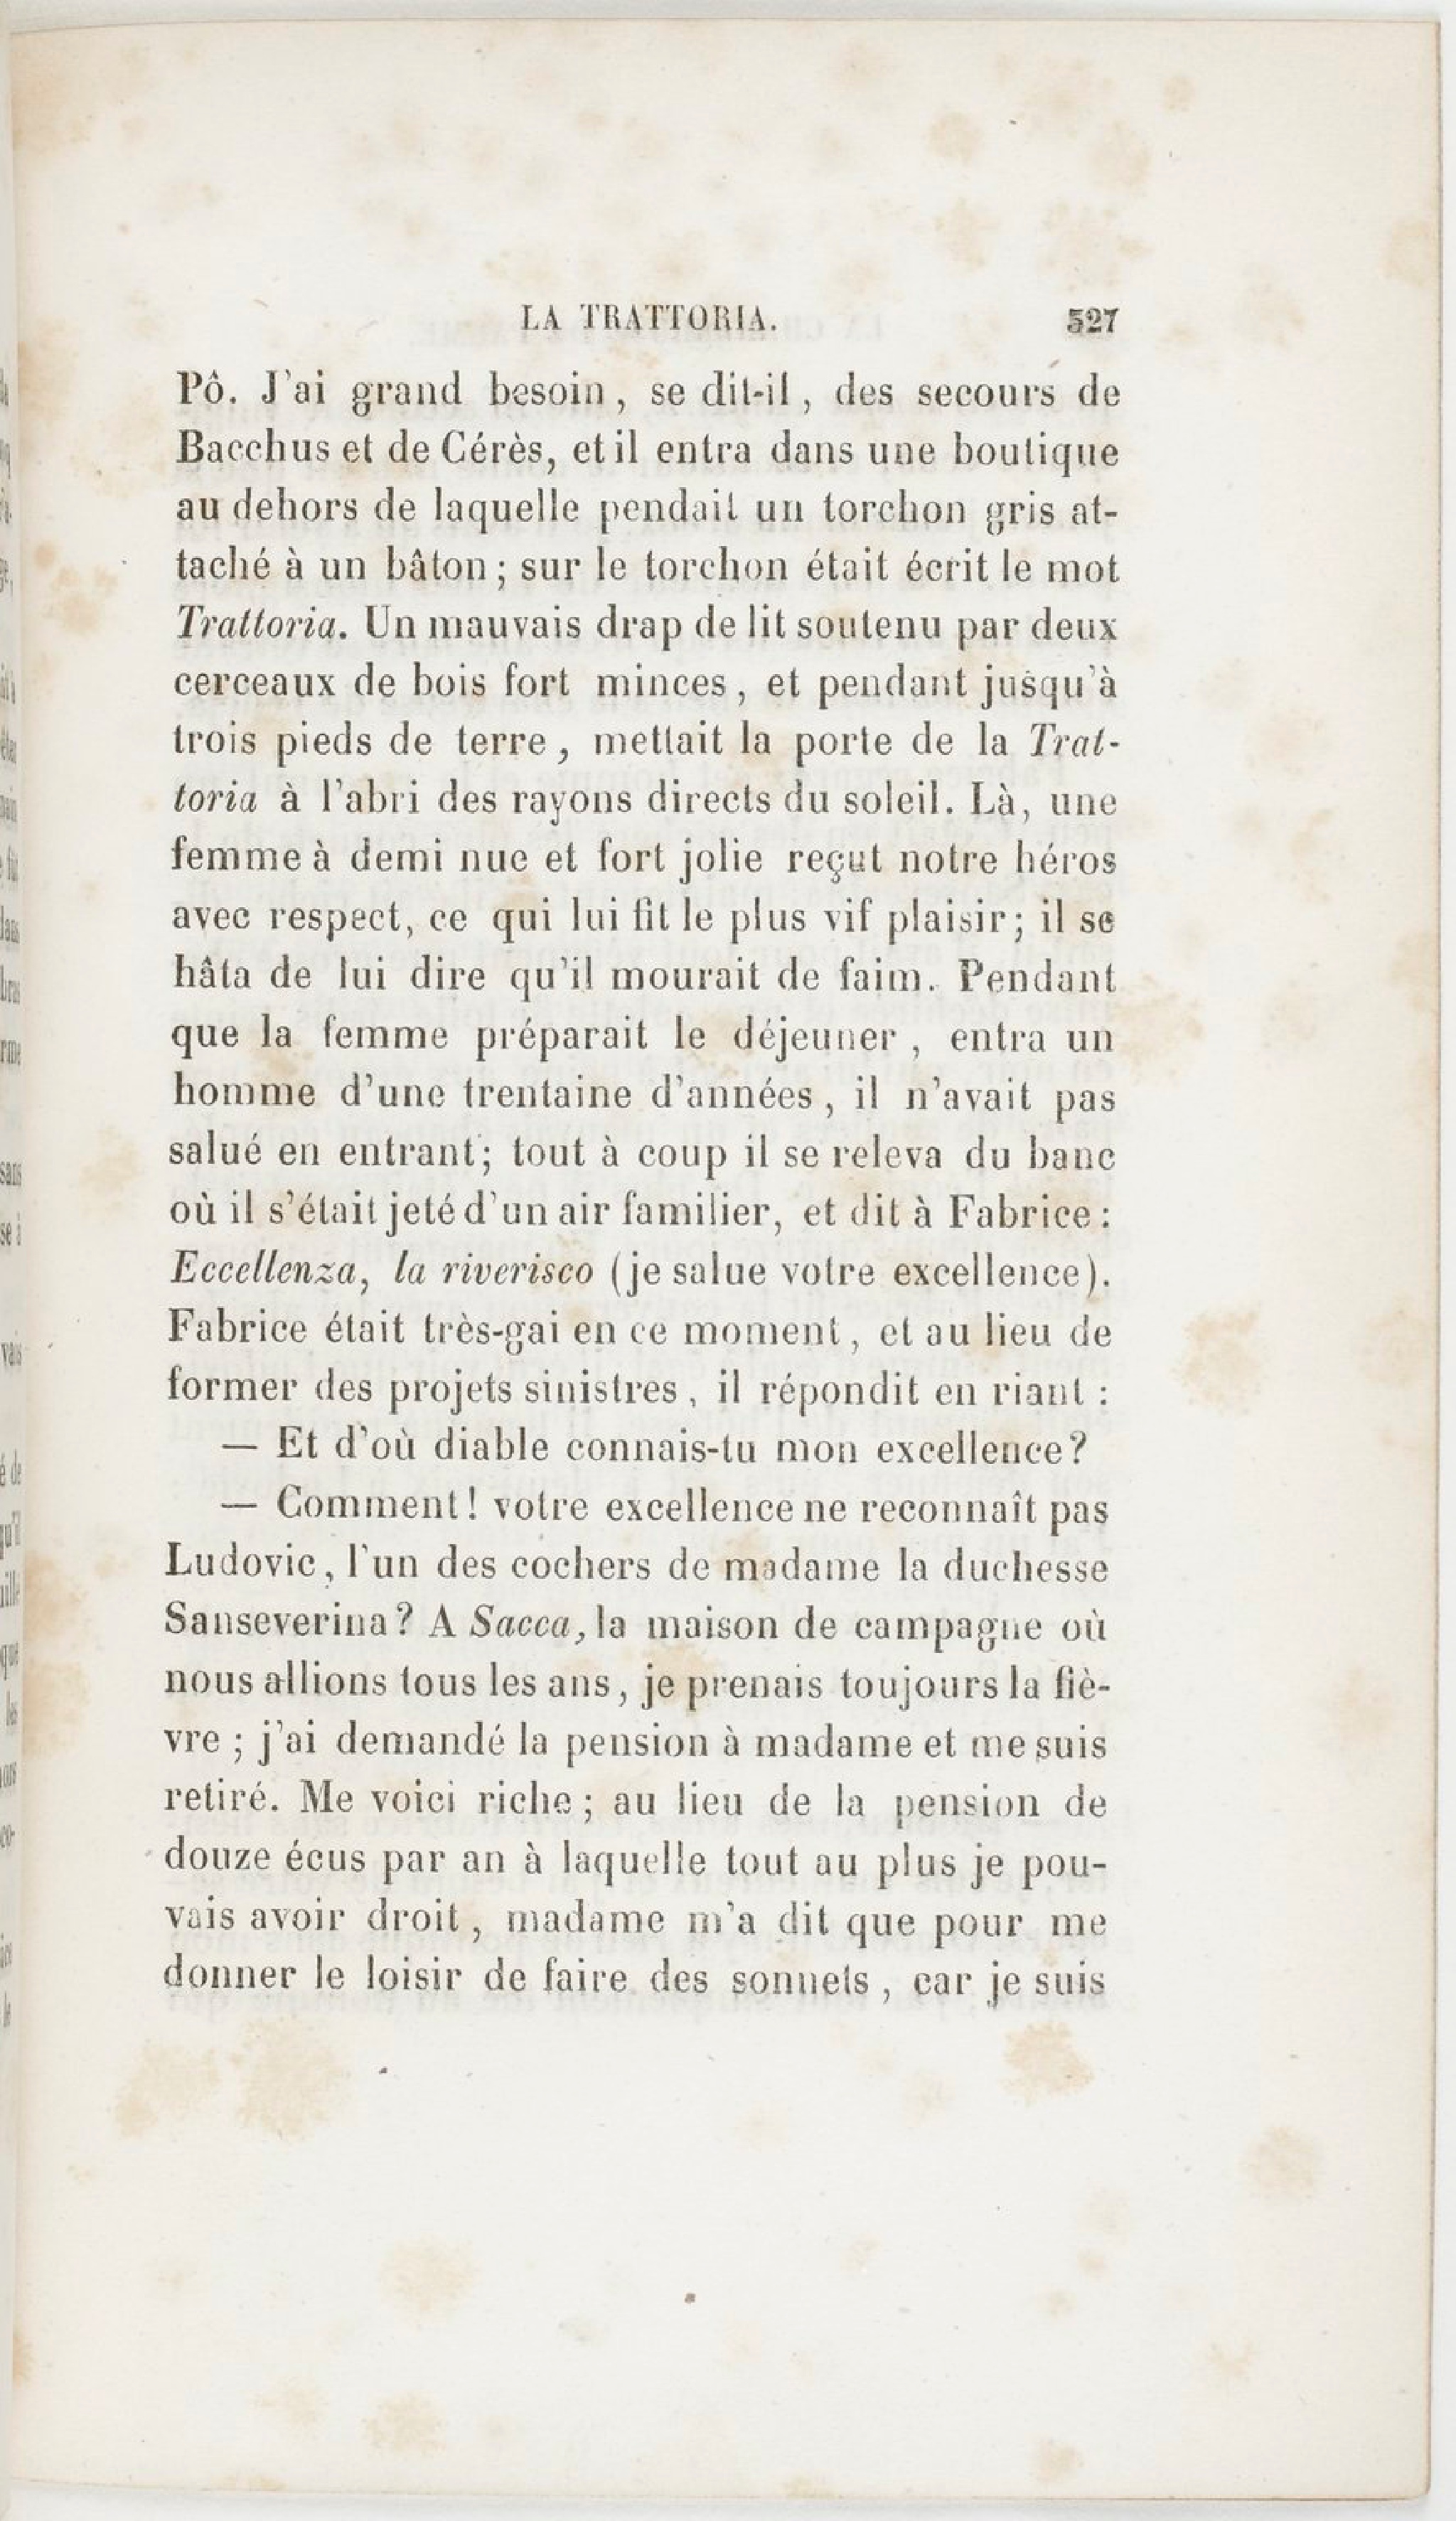 LA TRATTORIA. 327
Pô. J'ai grand besoin, se dit-il, des secours de
Bacchus et de Cérès, et il entra dans une boutique
au dehors de laquelle pendait un torchon gris at-
taché à un bâton; sur le torchon était écrit le mot
Trattoria. Un mauvais drap de lit soutenu par deux
cerceaux de bois fort minces, et pendant jusqu'à
trois pieds de terre, mettait la porte de la Trat-
toria à l'abri des rayons directs du soleil. Là, une
femme à demi nue et fort jolie reçut notre héros
avec respect, ce qui lui fit le plus vif plaisir; il se
hâta de lui dire qu'il mourait de faim. Pendant
que la femme préparait le déjeuner, entra un
homme d'une trentaine d'années, il n'avait pas
salué en entrant; tout à coup il se releva du banc
où il s'était jeté d'un air familier, et dit à Fabrice:
Eccellenza, la riverisco (je salue votre excellence).
Fabrice était très-gai en ce moment, et au lieu de
former des projets sinistres, il répondit en riant:
— Et d'où diable connais-tu mon excellence?
— Comment! votre excellence ne reconnaît pas
Ludovic, l'un des cochers de madame la duchesse
Sanseverina? A Sacca, la maison de campagne où
nous allions tous les ans, je prenais toujours la fiè-
vre; j'ai demandé la pension à madame et me suis
retiré. Me voici riche; au lieu de la pension de
douze écus par an à laquelle tout au plus je pou-
vais avoir droit, madame m'a dit que pour me
donner le loisir de faire des sonnets, car je suis